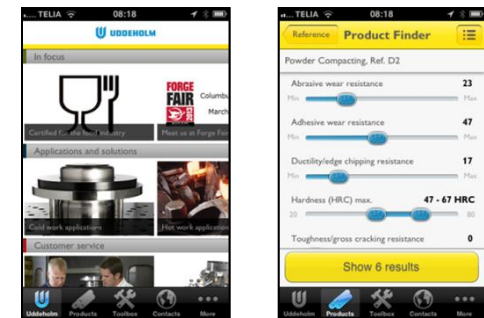 TELIA 08:18
UDDEHOLM
In focus
FORGE
FAIR
Columbu
March
Certified for the food industry
Meet us at Forge Fair
Applications and solutions
Cold work applications
Hot work application
Customer service
Uddeholm Products Toolbox Contacts More
TELIA 08:18
Reference Product Finder
Powder Compacting, Ref. D2
Abrasive wear resistance 23
Min Max
Adhesive wear resistance 47
Min Max
Ductility/edge chipping resistance 17
Min Max
Hardness (HRC) max. 47 - 67 HRC
20 80
Toughness/gross cracking resistance 0
Show 6 results
Uddeholm Products Toolbox Contacts More